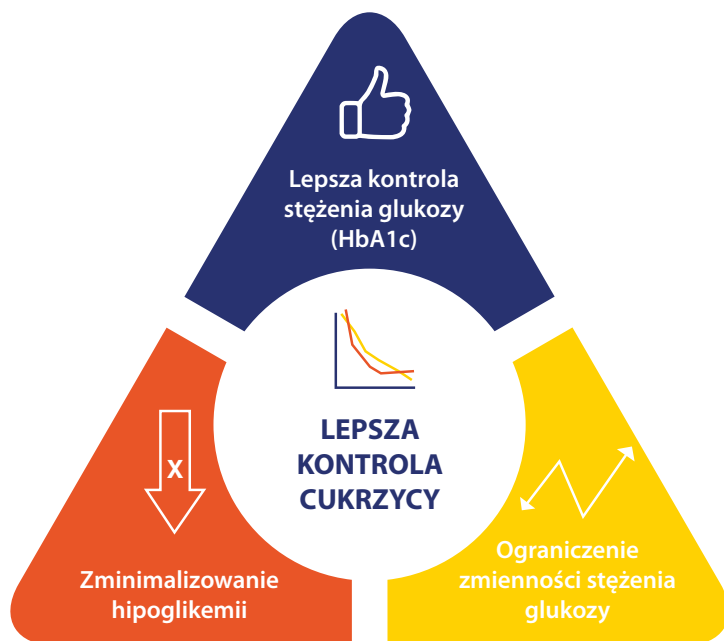 Lepsza kontrola
stężenia glukozy
(HbA1c)
LEPSZA
KONTROLA
CUKRZYCY
X
Zminimalizowanie
hipoglikemii
Ograniczenie
zmienności stężenia
glukozy